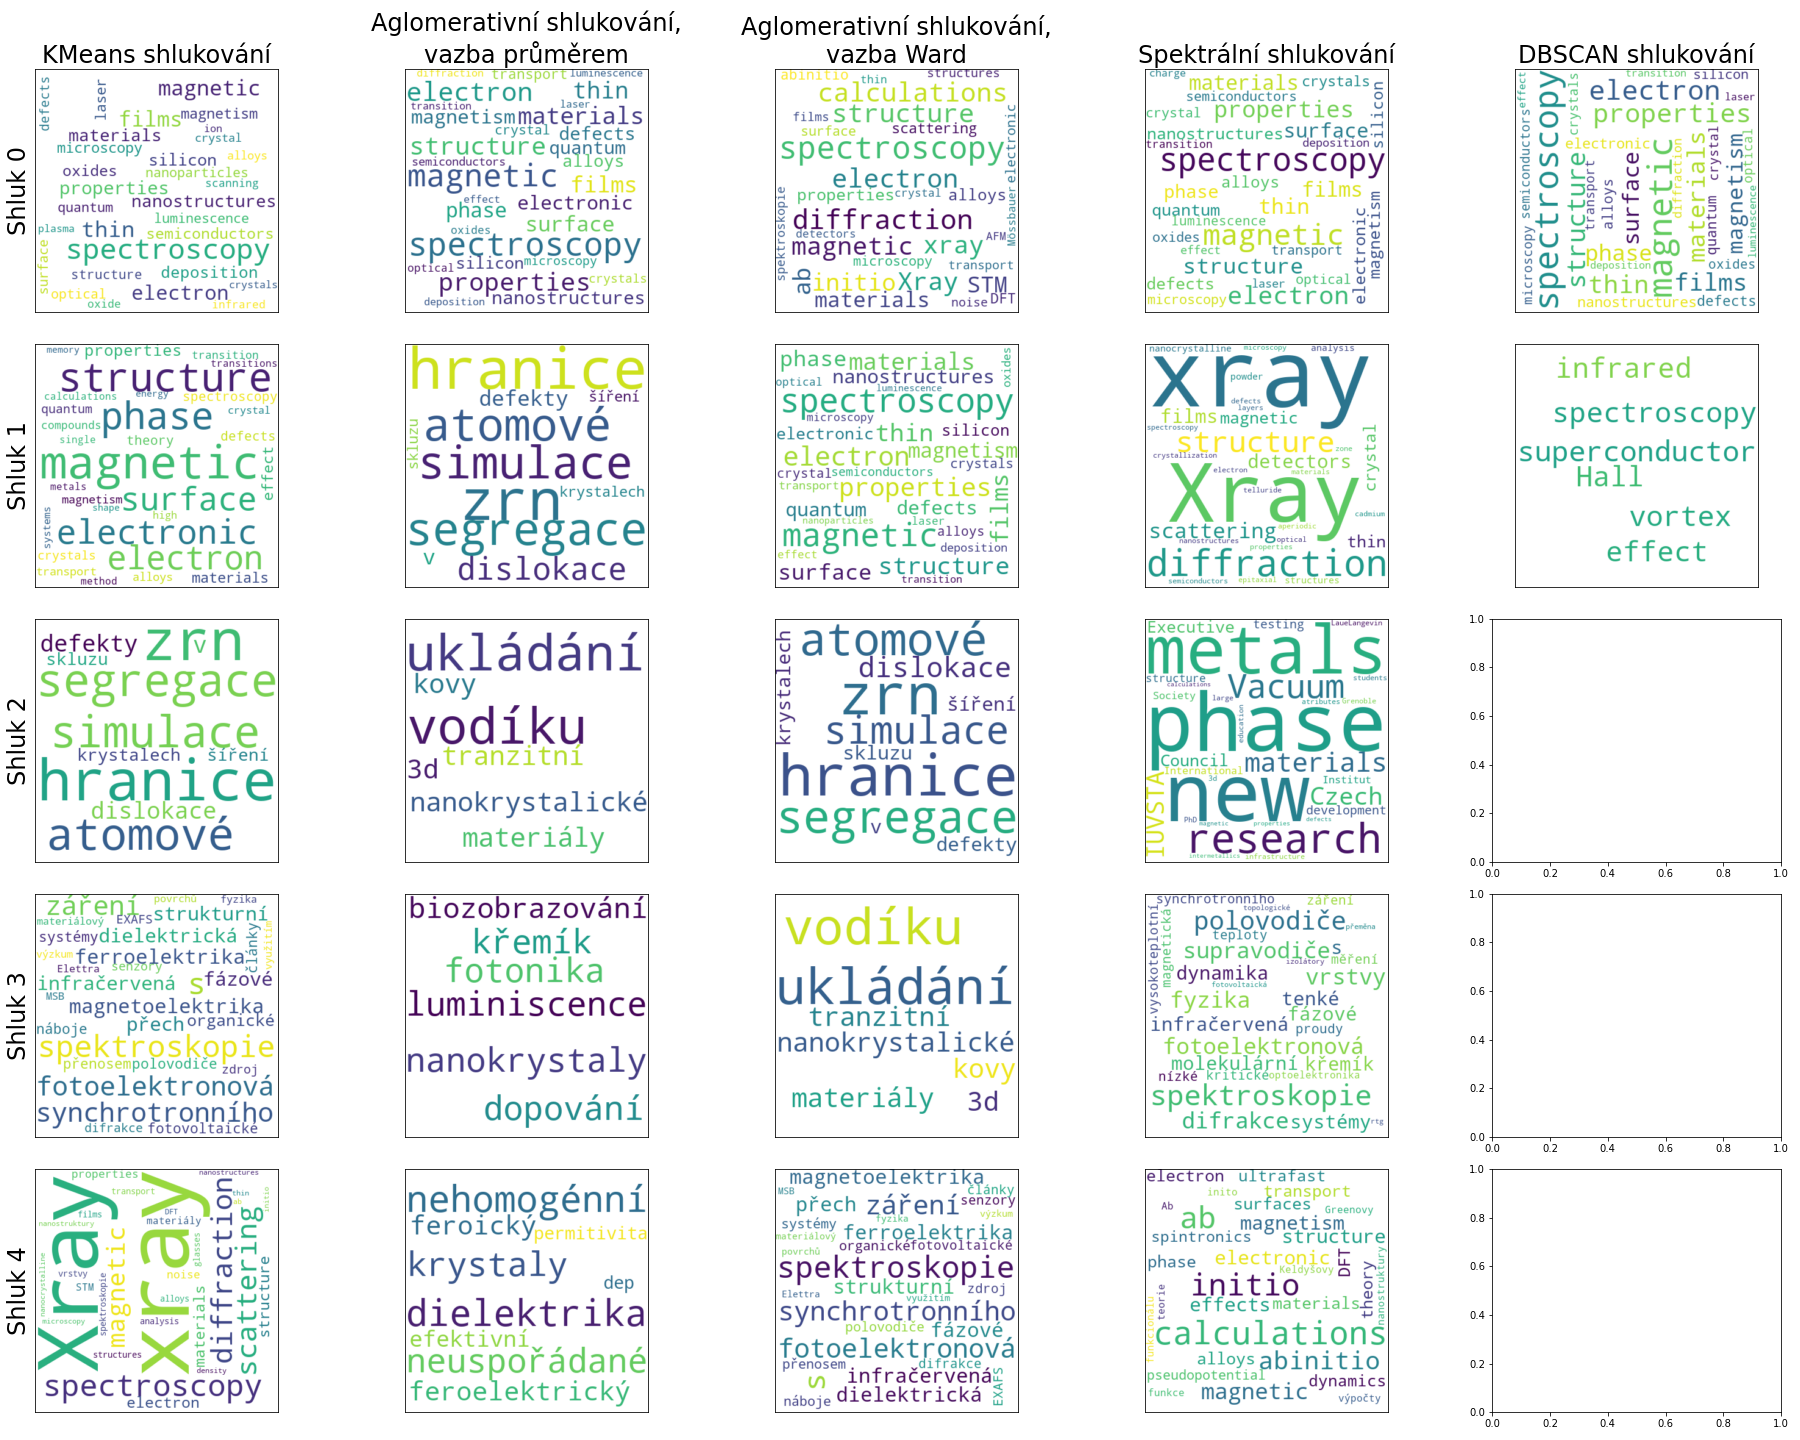 Aglomerativní shlukování,
vazba průměrem
Aglomerativní shlukování,
vazba Ward
KMeans shlukování
Spektrální shlukování
DBSCAN shlukování
Shluk 0
defects
laser
magnetic
films
magnetism
ion
materials
crystal
microscopy
silicon
alloys
oxides
nanoparticles
properties
scanning
quantum
nanostructures
luminescence
plasma
thin
semiconductors
surface
spectroscopy
structure
deposition
crystals
optical
electron
oxide
infrared
diffraction
transport
luminescence
electron
thin
transition
laser
magnetism
materials
crystal
defects
structure
quantum
semiconductors
alloys
magnetic
films
effect
phase
electronic
oxides
surface
spectroscopy
optical
silicon
microscopy
properties
crystals
deposition
nanostructures
abinitio
thin
structures
calculations
films
structure
surface
scattering
spectroscopy
electronic
electron
properties
crystal
alloys
diffraction
spektroskopie
detectors
magnetic
xray
AFM
Mössbauer
microscopy
transport
ab
initio
Xray
STM
materials
noise
DFT
charge
materials
crystals
semiconductors
crystal
properties
silicon
nanostructures
surface
transition
deposition
spectroscopy
phase
alloys
films
quantum
thin
luminescence
oxides
magnetic
effect
transport
structure
electronic
magnetism
defects
laser
optical
microscopy
electron
effect
spectroscopy
crystals
transition
silicon
electron
laser
properties
semiconductors
electronic
structure
transport
alloys
surface
magnetic
diffraction
materials
crystal
quantum
magnetism
optical
luminescence
microscopy
phase
deposition
oxides
thin
films
nanostructures
defects
Shluk 1
memory
properties
transition
transitions
structure
calculations
energy
spectroscopy
quantum
phase
crystal
compounds
single
theory
defects
magnetic
effect
metals
magnetism
surface
shape
systems
high
electronic
crystals
electron
transport
method
alloys
materials
hranice
defekty
šíření
atomové
skluzu
simulace
zrn
krystalech
segregace
v
dislokace
phase
materials
oxides
optical
nanostructures
luminescence
spectroscopy
microscopy
electronic
thin
silicon
electron
magnetism
crystals
crystal
semiconductors
transport
properties
films
quantum
defects
nanoparticles
laser
magnetic
alloys
effect
deposition
surface
structure
transition
nanocrystalline
microscopy
analysis
xray
powder
defects
layers
films
magnetic
spectroscopy
structure
zone
crystallization
detectors
crystal
electron
materials
Xray
telluride
cadmium
scattering
aperiodic
nanostructures
optical
thin
properties
diffraction
semiconductors
epitaxial
structures
infrared
spectroscopy
superconductor
Hall
vortex
effect
Shluk 2
defekty
zrn
v
skluzu
segregace
simulace
krystalech
šíření
hranice
dislokace
atomové
ukládání
kovy
vodíku
tranzitní
3d
nanokrystalické
materiály
krystalech
atomové
dislokace
zrn
šíření
simulace
skluzu
hranice
segregace
v
defekty
Executive
testing
LaueLangevin
metals
structure
calculations
Vacuum
students
Society
large
atributes
Grenoble
phase
education
Council
materials
International
3d
Institut
IUVSTA
new
Czech
development
PhD
magnetic
properties
defects
research
intermetallics
infrastructure
1.0
0.8
0.6
0.4
0.2
0.0
0.0 0.2 0.4 0.6 0.8 1.0
Shluk 3
záření
povrchů
fyzika
materiálový
EXAFS
strukturní
systémy
dielektrická
články
využitím
výzkum
ferroelektrika
Elettra
senzory
infračervená
s
fázové
MSB
magnetoelektrika
náboje
přech
organické
spektroskopie
přenosem
polovodiče
zdroj
fotoelektronová
synchrotronního
difrakce
fotovoltaické
biozobrazování
křemík
fotonika
luminiscence
nanokrystaly
dopování
vodíku
ukládání
tranzitní
nanokrystalické
kovy
materiály
3d
synchrotronního
záření
topologické
polovodiče
přeměna
teploty
magnetická
vysokoteplotní
supravodiče
s
izolátory
měření
dynamika
vrstvy
fotovoltaická
fyzika
tenké
fázové
infračervená
proudy
fotoelektronová
molekulární
křemík
nízké
kritické
optoelektronika
spektroskopie
difrakce
systémy
rtg
1.0
0.8
0.6
0.4
0.2
0.0
0.0 0.2 0.4 0.6 0.8 1.0
Shluk 4
properties
nanostructures
Xray
transport
xray
thin
ab
initio
films
DFT
materiály
nanostruktury
magnetic
diffraction
scattering
glasses
nanocrystalline
vrstvy
STM
spektroskopie
noise
structure
alloys
materials
microscopy
analysis
structures
density
spectroscopy
electron
nehomogénní
feroický
permitivita
krystaly
dep
dielektrika
efektivní
neuspořádané
feroelektrický
magnetoelektrika
MSB
články
přech
záření
senzory
výzkum
systémy
fyzika
ferroelektrika
materiálový
organické
fotovoltaické
povrchů
spektroskopie
strukturní
zdroj
Elettra
využitím
synchrotronního
polovodiče
fázové
fotoelektronová
přenosem
difrakce
s
infračervená
EXAFS
náboje
dielektrická
electron
ultrafast
inito
transport
Ab
surfaces
Greenovy
ab
magnetism
spintronics
structure
phase
electronic
DFT
Keldyšovy
nanostruktury
initio
theory
teorie
effects
materials
funkcionálu
calculations
alloys
abinitio
pseudopotential
dynamics
funkce
magnetic
výpočty
1.0
0.8
0.6
0.4
0.2
0.0
0.0 0.2 0.4 0.6 0.8 1.0